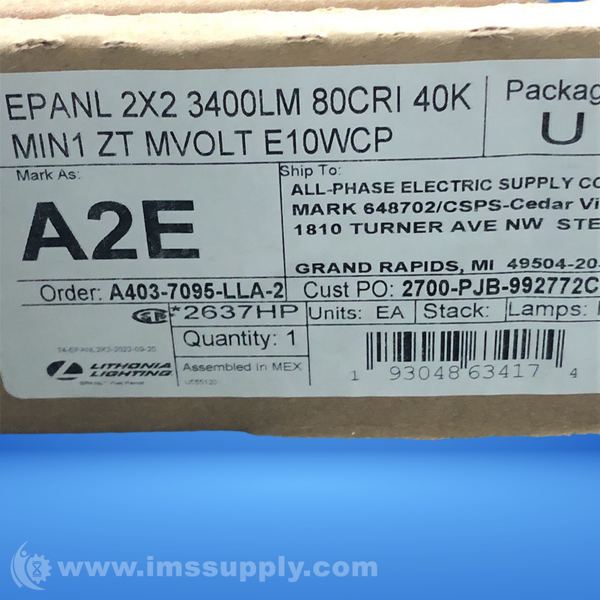 EPANL 2X2 3400LM 80CRI 40K
MIN1 ZT MVOLT E10WCP
Packag
U
Mark As:
A2E
Ship To:
ALL-PHASE ELECTRIC SUPPLY CO
MARK 648702/CSPS-Cedar Vi
1810 TURNER AVE NW STE
GRAND RAPIDS, MI 49504-20
Order: A403-7095-LLA-2
Cust PO: 2700-PJB-992772C
*2637HP
Units: EA
Stack:
Lamps:
Quantity: 1
LITHONIA
LIGHTING
Assembled in MEX
1 93048 63417 4
www.imssupply.com